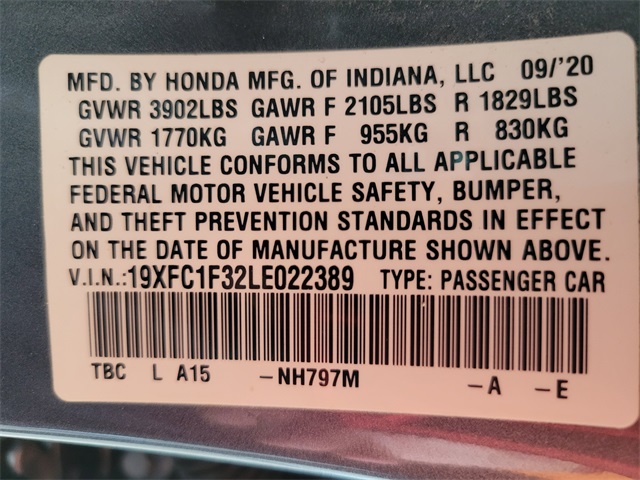 MFD. BY HONDA MFG. OF INDIANA, LLC 09/'20
GVWR 3902LBS GAWR F 2105LBS R 1829LBS
GVWR 1770KG GAWR F 955KG R 830KG
THIS VEHICLE CONFORMS TO ALL APPLICABLE
FEDERAL MOTOR VEHICLE SAFETY, BUMPER,
AND THEFT PREVENTION STANDARDS IN EFFECT
ON THE DATE OF MANUFACTURE SHOWN ABOVE.
V.I.N.:19XFC1F32LE022389 TYPE: PASSENGER CAR
TBC L A15 -NH797M -A -E